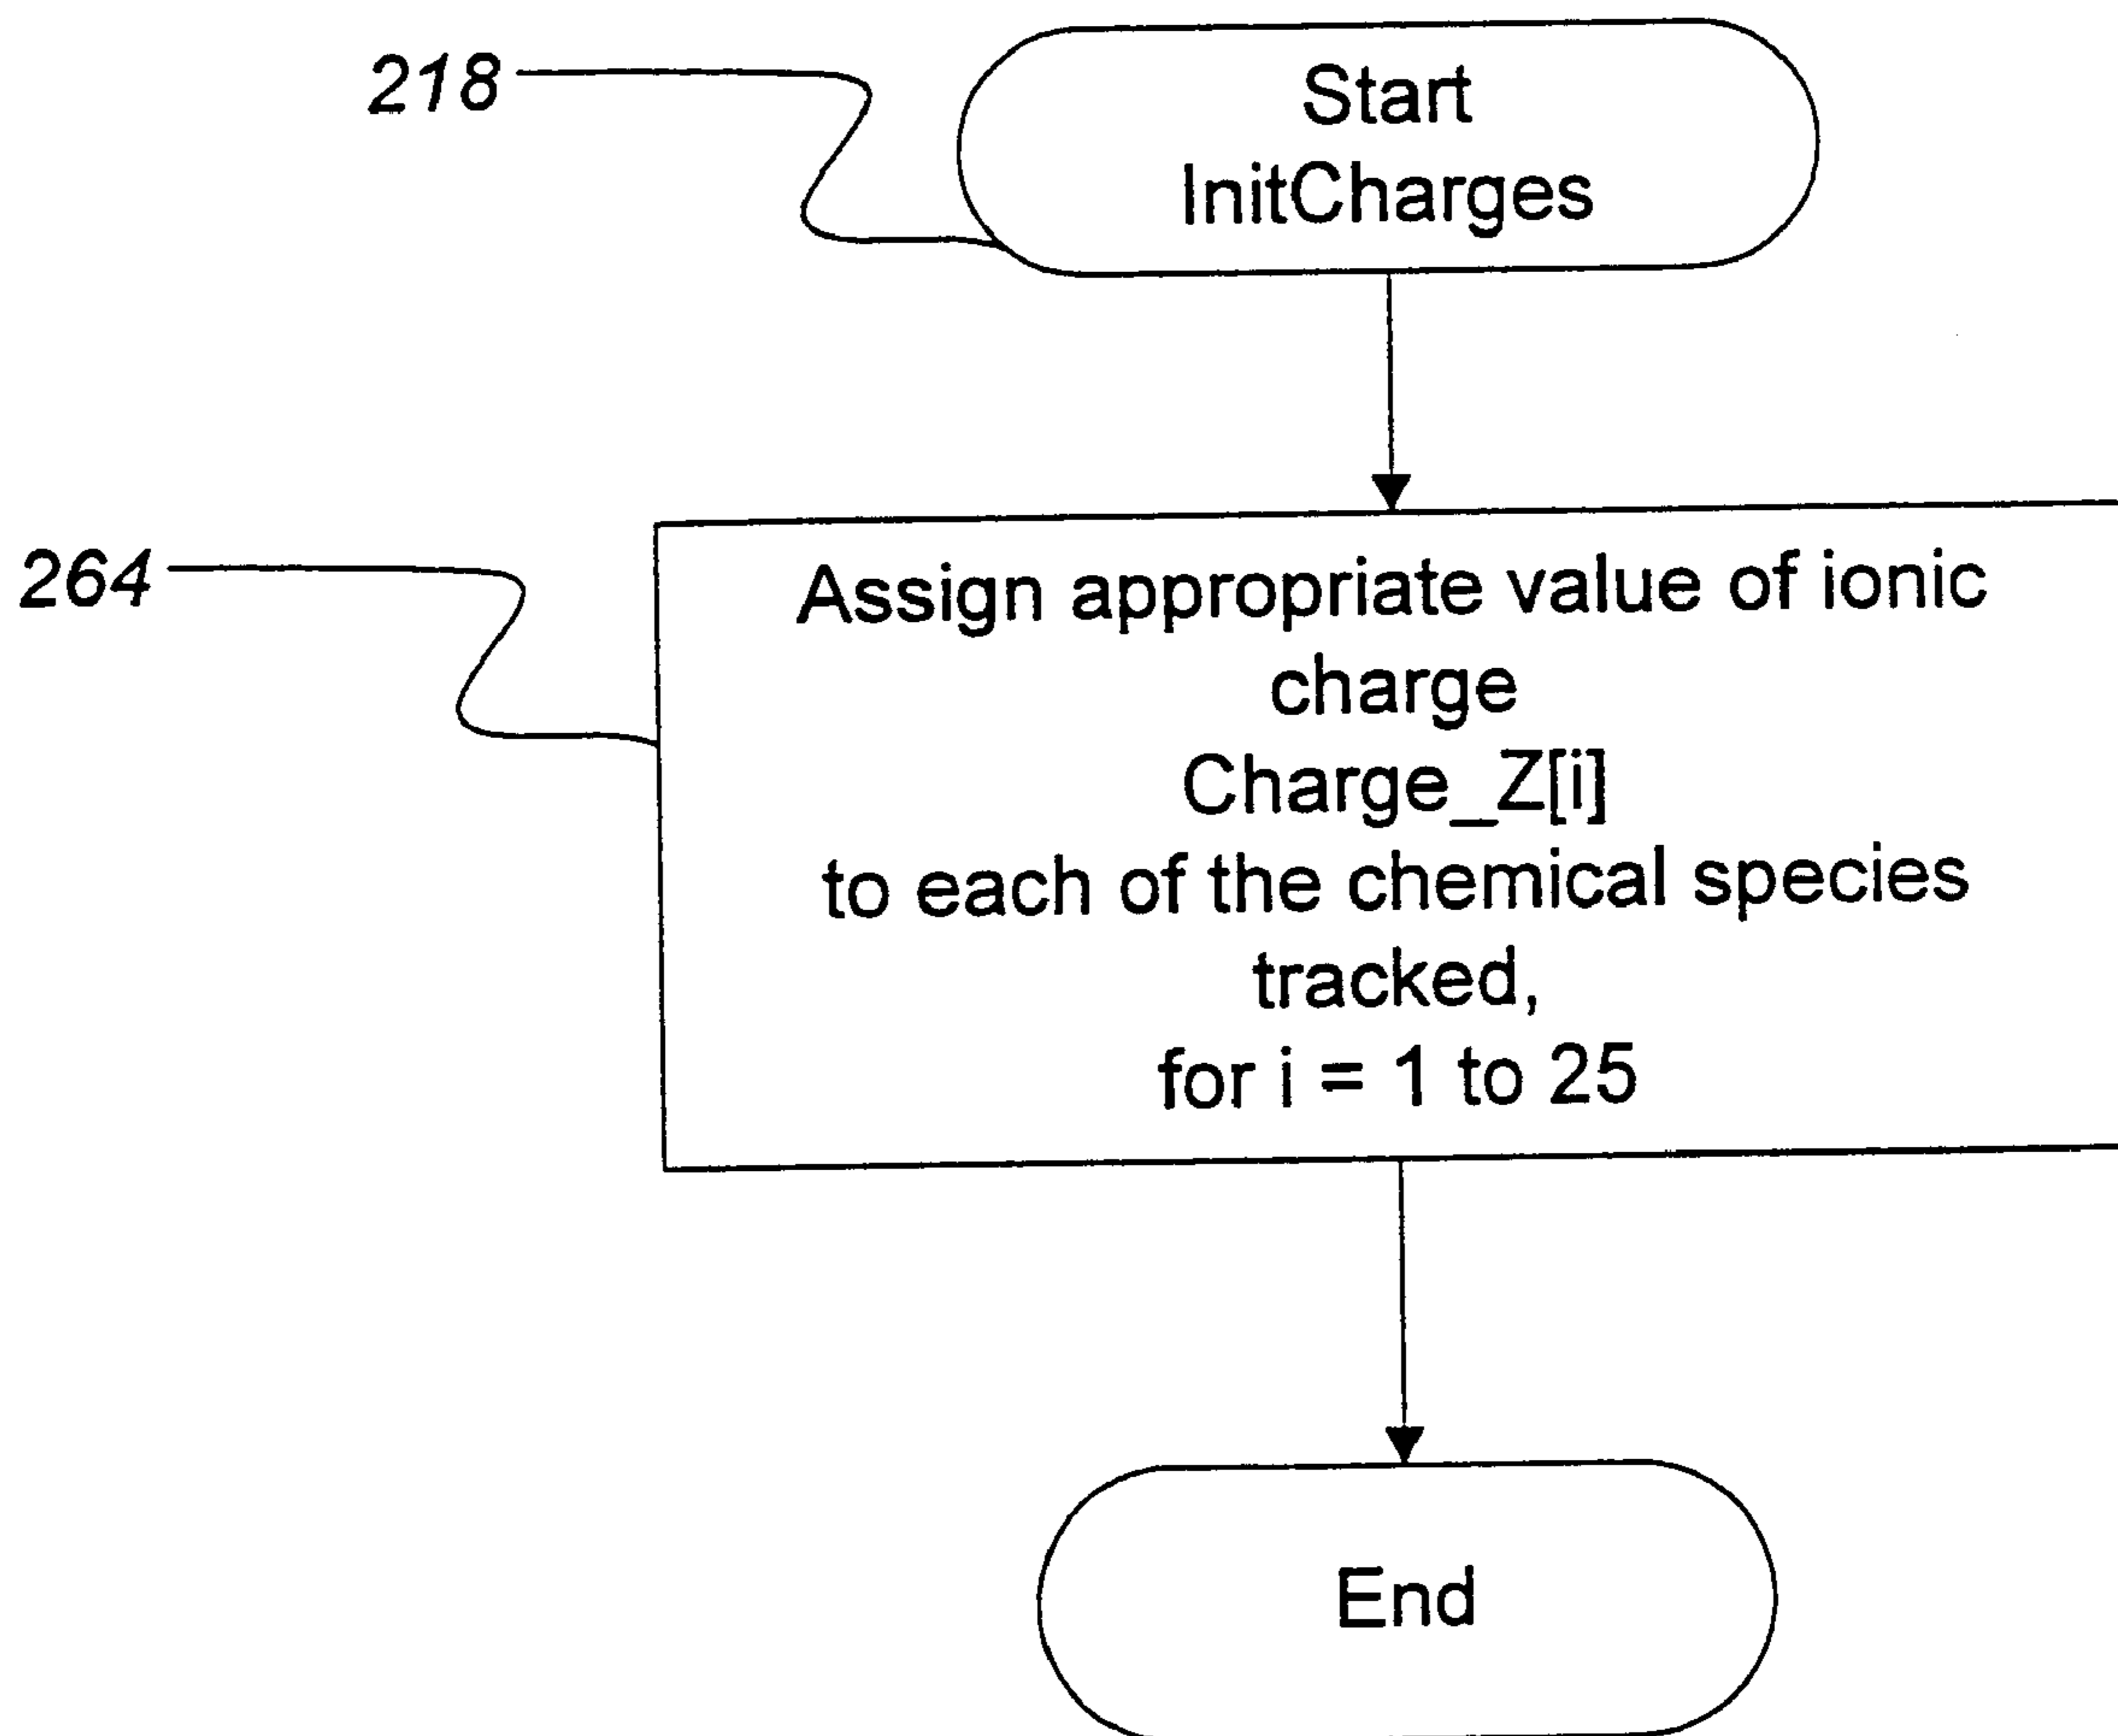 218
Start
InitCharges
264
Assign appropriate value of ionic
charge
Charge_Z[i]
to each of the chemical species
tracked,
for i = 1 to 25
End